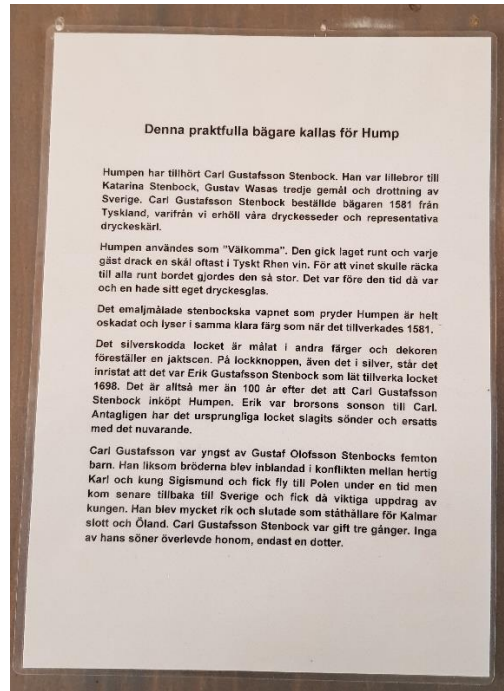 Denna praktfulla bägare kallas för Hump
Humpen har tillhört Carl Gustafsson Stenbock. Han var lillebror till
Katarina Stenbock, Gustav Wasas tredje gemål och drottning av
Sverige. Carl Gustafsson Stenbock beställde bägaren 1581 från
Tyskland, varifrån vi erhöll våra dryckesseder och representativa
dryckeskärl.
Humpen användes som "Välkomma". Den gick laget runt och varje
gäst drack en skål oftast i Tyskt Rhen vin. För att vinet skulle räcka
till alla runt bordet gjordes den så stor. Det var före den tid då var
och en hade sitt eget dryckesglas.
Det emaljmålade stenbockska vapnet som pryder Humpen är helt
oskadat och lyser i samma klara färg som när det tillverkades 1581.
Det silverskodda locket är målat i andra färger och dekoren
föreställer en jaktscen. På lockknoppen, även det i silver, står det
inristat att det var Erik Gustafsson Stenbock som lät tillverka locket
1698. Det är alltså mer än 100 år efter det att Carl Gustafsson
Stenbock inköpt Humpen. Erik var brorsons sonson till Carl.
Antagligen har det ursprungliga locket slagits sönder och ersatts
med det nuvarande.
Carl Gustafsson var yngst av Gustaf Olofsson Stenbocks femton
barn. Han liksom bröderna blev inblandad i konflikten mellan hertig
Karl och kung Sigismund och fick fly till Polen under en tid men
kom senare tillbaka till Sverige och fick då viktiga uppdrag av
kungen. Han blev mycket rik och slutade som ståthållare för Kalmar
slott och Öland. Carl Gustafsson Stenbock var gift tre gånger. Inga
av hans söner överlevde honom, endast en dotter.